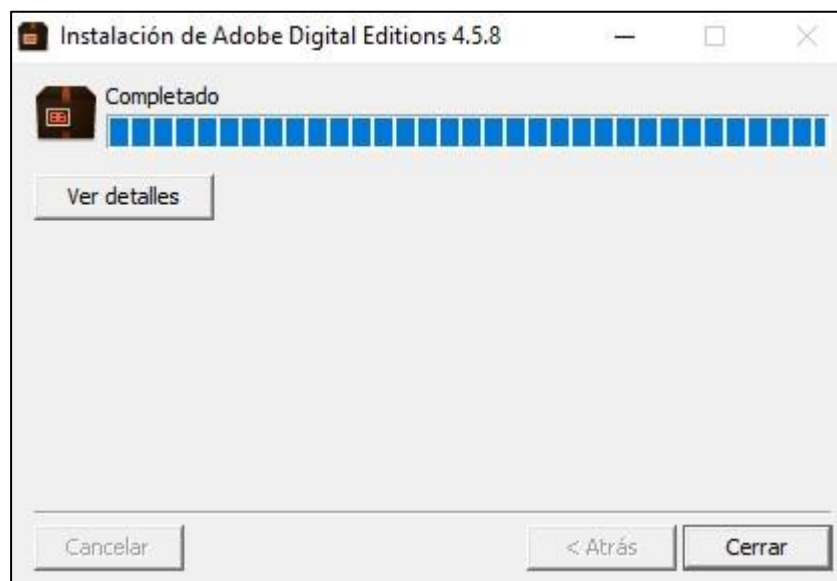 Instalación de Adobe Digital Editions 4.5.8
Completado
Ver detalles
Cancelar
< Atrás
Cerrar